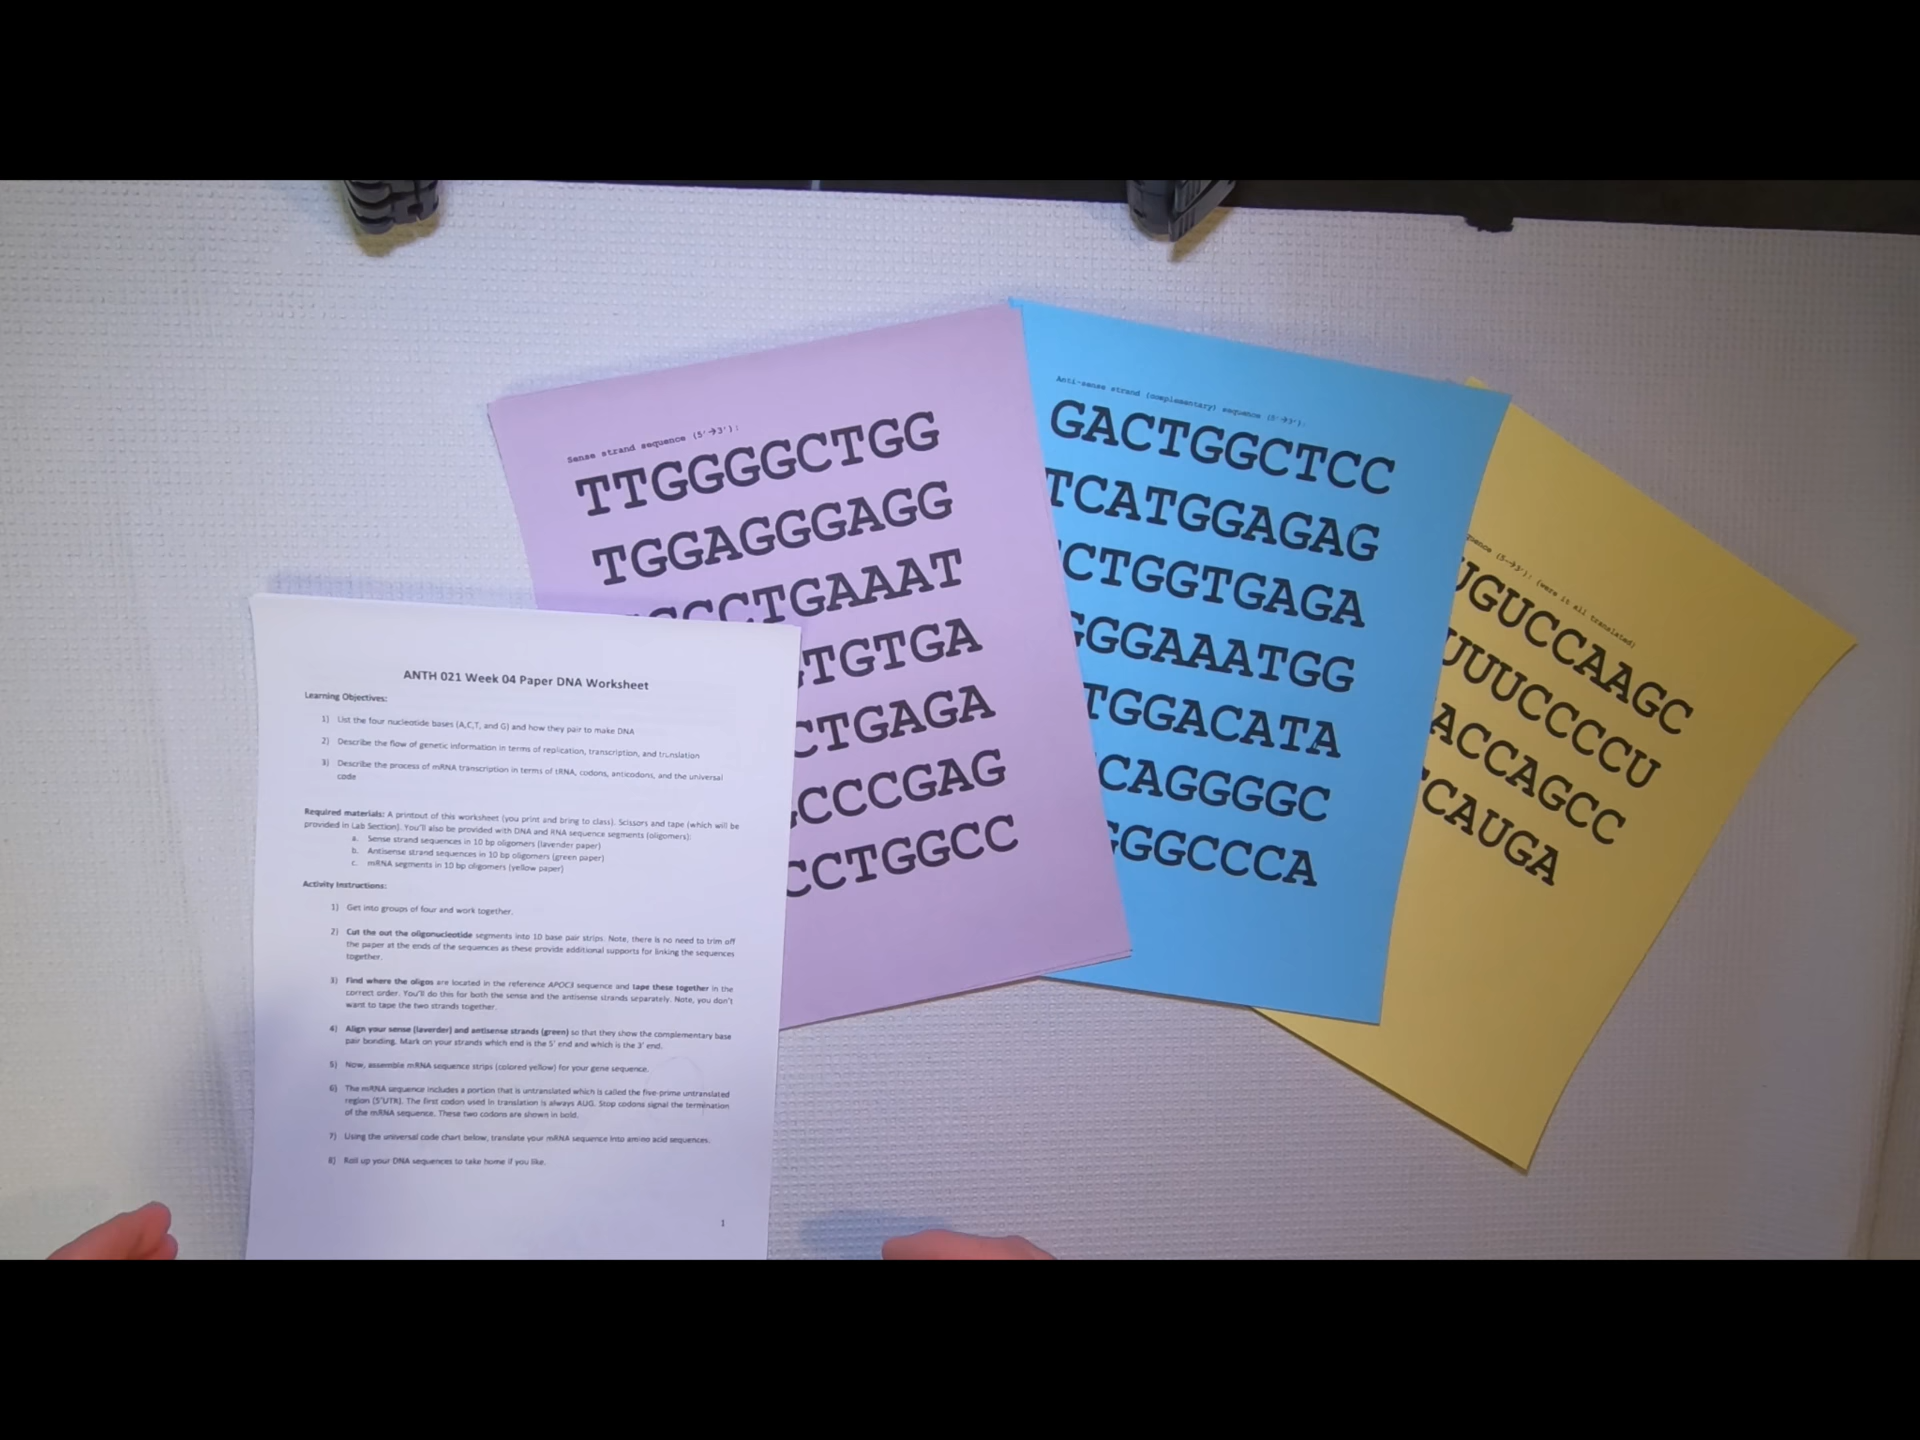 ANTH 021 Week 04 Paper DNA Worksheet
Learning Objectives:
1) List the four nucleotide bases (A,C,T, and G) and how they pair to make DNA
2) Describe the flow of genetic information in terms of replication, transcription, and translation
3) Describe the process of mRNA transcription in terms of tRNA, codons, anticodons, and the universal
code
Required materials: A printout of this worksheet (you print and bring to class). Scissors and tape (which will be
provided in Lab Section). You'll also be provided with DNA and RNA sequence segments (oligomers):
a. Sense strand sequences in 10 bp oligomers (lavender paper)
b. Antisense strand sequences in 10 bp oligomers (green paper)
c. mRNA segments in 10 bp oligomers (yellow paper)
Activity Instructions:
1) Get into groups of four and work together.
2) Cut the out the oligonucleotide segments into 10 base pair strips. Note, there is no need to trim off
the paper at the ends of the sequences as these provide additional supports for linking the sequences
together.
3) Find where the oligos are located in the reference APOC3 sequence and tape these together in the
correct order. You'll do this for both the sense and the antisense strands separately. Note, you don't
want to tape the two strands together.
4) Align your sense (laverder) and antisense strands (green) so that they show the complementary base
pair bonding. Mark on your strands which end is the 5' end and which is the 3' end.
5) Now, assemble mRNA sequence strips (colored yellow) for your gene sequence.
6) The mRNA sequence includes a portion that is untranslated which is called the five-prime untranslated
region (5'UTR). The first codon used in translation is always AUG. Stop codons signal the termination
of the mRNA sequence. These two codons are shown in bold.
7) Using the universal code chart below, translate your mRNA sequence into amino acid sequences.
8) Roll up your DNA sequences to take home if you like.
1
Sense strand sequence (5'→3'):
TTGGGGCTGG
TGGAGGGAGG
CCTGAAAT
TGTGA
CTGAGA
CCCGAG
CCTGGCC
Anti-sense strand (complementary) sequence (5'→3'):
GACTGGCTCC
TCATGGAGAG
CTGGTGAGA
GGAAATGG
TGGACATA
CAGGGGC
GGCCCA
(5→3'): (were is all translated)
UGUCCAAGC
UUUCCCCU
ACCAGCC
CAUGA